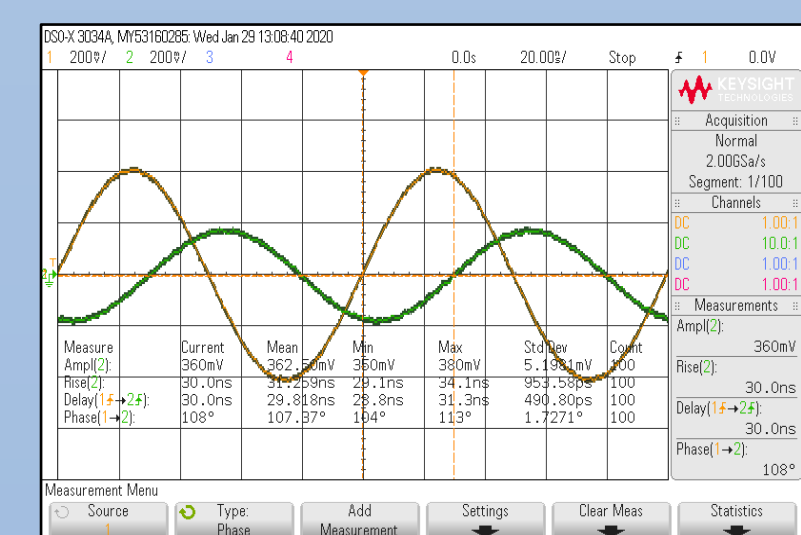 DSO-X 3034A, MY53160285: Wed Jan 29 13:08:40 2020
1 200♈/ 2 200♈/ 3 4 0.0s 20.00♈/ Stop 1 0.0V
KEYSIGHT
TECHNOLOGIES
Acquisition
Normal
2.00GSa/s
Segment: 1/100
Channels
DC 1.00:1
DC 10.0:1
DC 1.00:1
DC 1.00:1
Measurements
Ampl(2):
360mV
Rise(2):
30.0ns
Delay(1→2):
30.0ns
Phase(1→2):
108°
T
2
Measure Current Mean Min Max Std Dev Count
Ampl(2): 360mV 362.50mV 350mV 380mV 5.1981mV 100
Rise(2): 30.0ns 31.259ns 29.1ns 34.1ns 953.58ps 100
Delay(1→2): 30.0ns 29.818ns 28.8ns 31.3ns 490.80ps 100
Phase(1→2): 108° 107.37° 104° 113° 1.7271° 100
Measurement Menu
Source Type: Add Settings Clear Meas Statistics
1 Phase Measurement